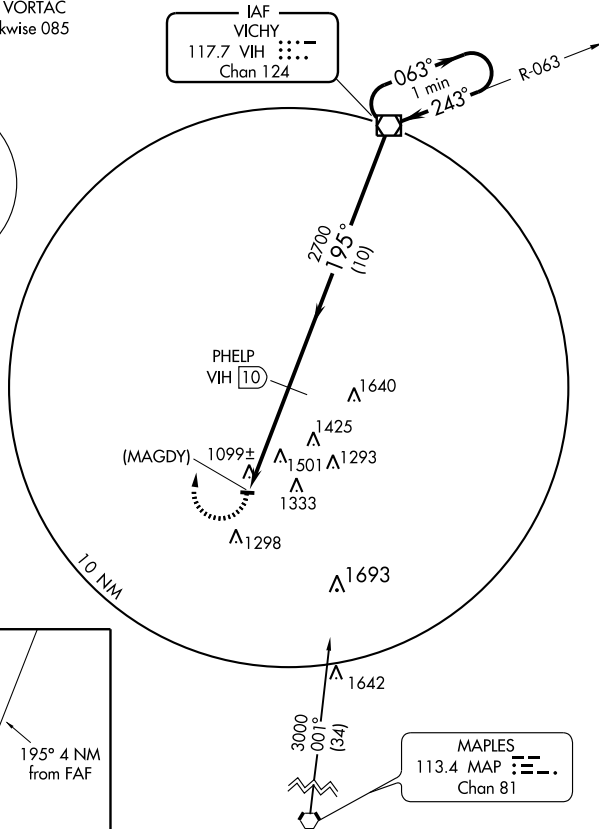 VORTAC
kwise 085
IAF
VICHY
117.7 VIH
Chan 124
063°
1 min
243°
R-063
2700
195°
(10)
PHELP
VIH 10
1640
1425
(MAGDY)
1099±
1501
1293
1333
1298
10 NM
1693
1642
195° 4 NM
from FAF
3000
001°
(34)
MAPLES
113.4 MAP
Chan 81